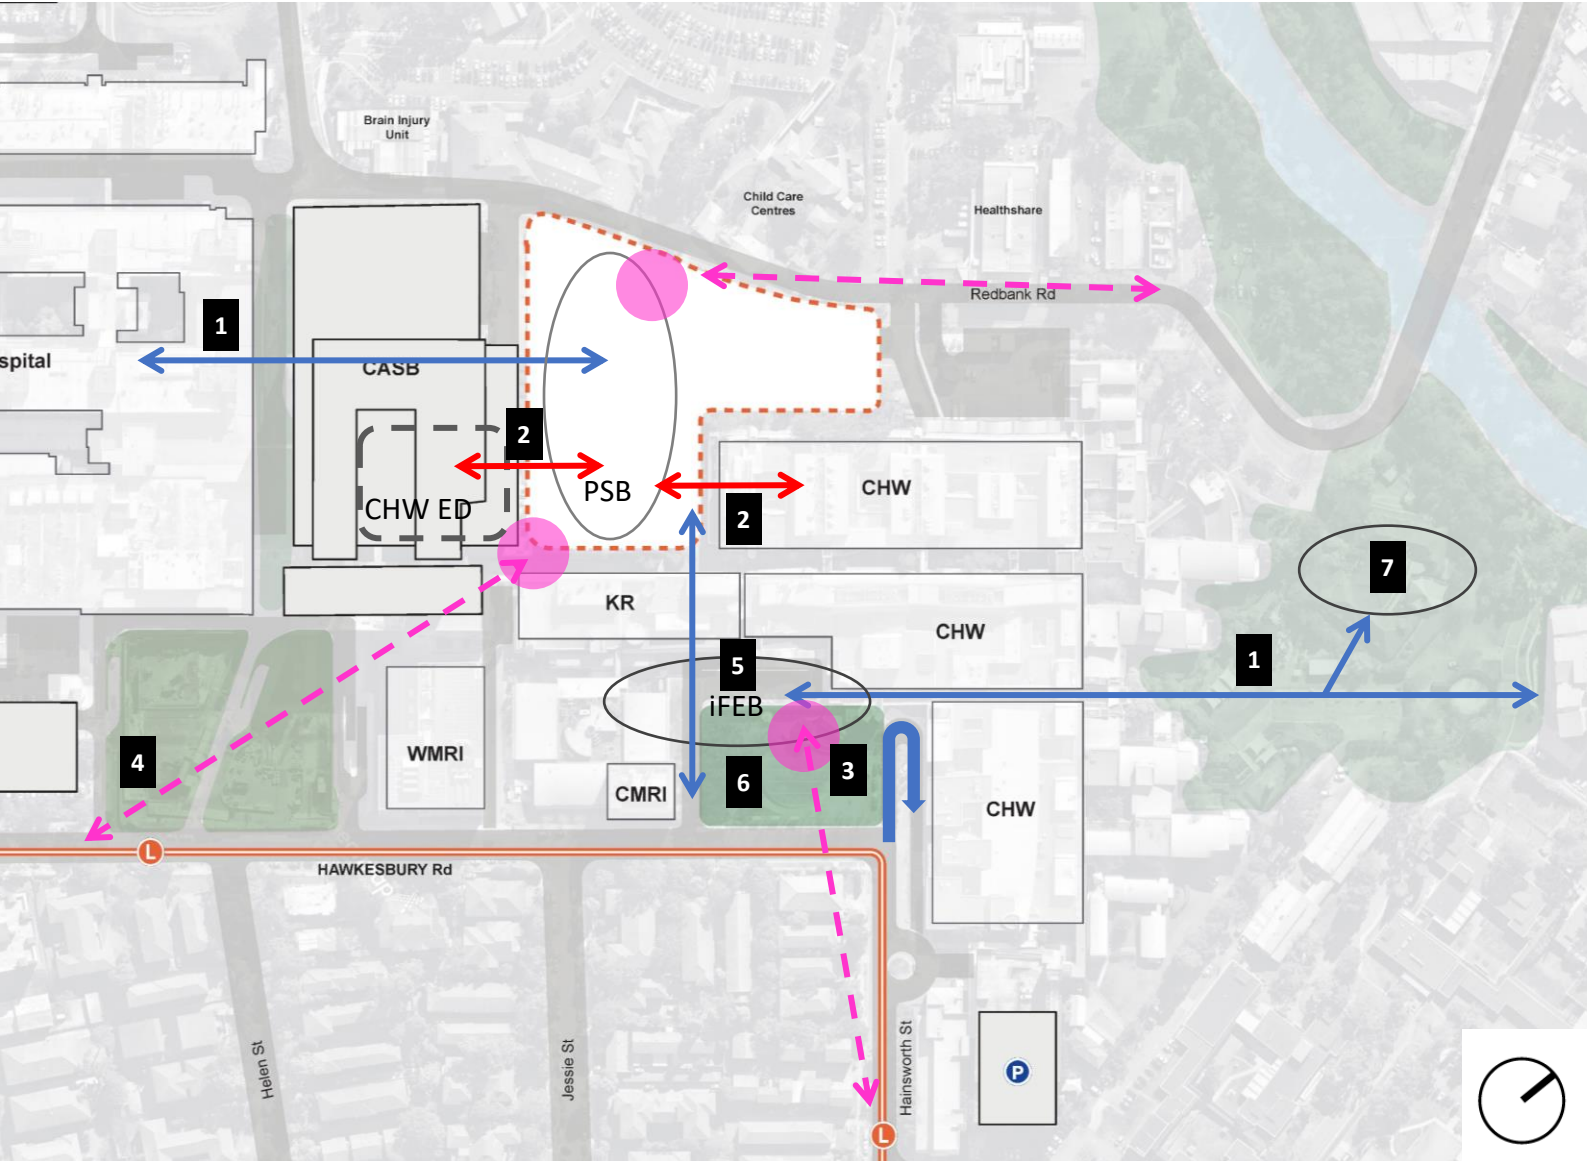 Brain Injury
Unit
Child Care
Centres
Healthshare
Redbank Rd
1
spital
CASB
2
CHW ED
PSB
CHW
2
7
KR
CHW
1
5
iFEB
4
WMRI
3
6
CMRI
CHW
L
HAWKESBURY Rd
Helen St
Jessie St
Hainsworth St
P
L